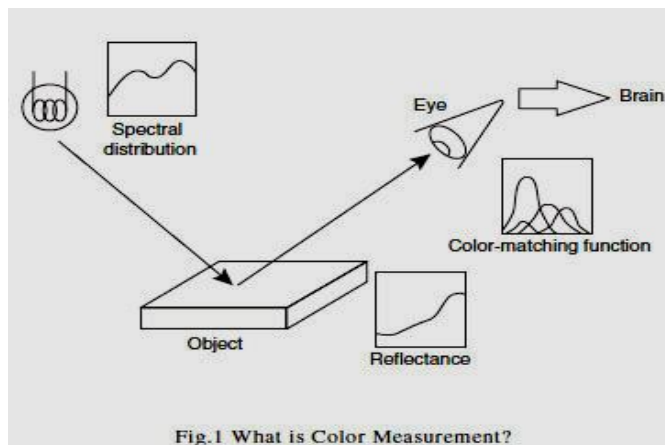 Spectral
distribution
Eye
Brain
Color-matching function
Object
Reflectance
Fig.1 What is Color Measurement?